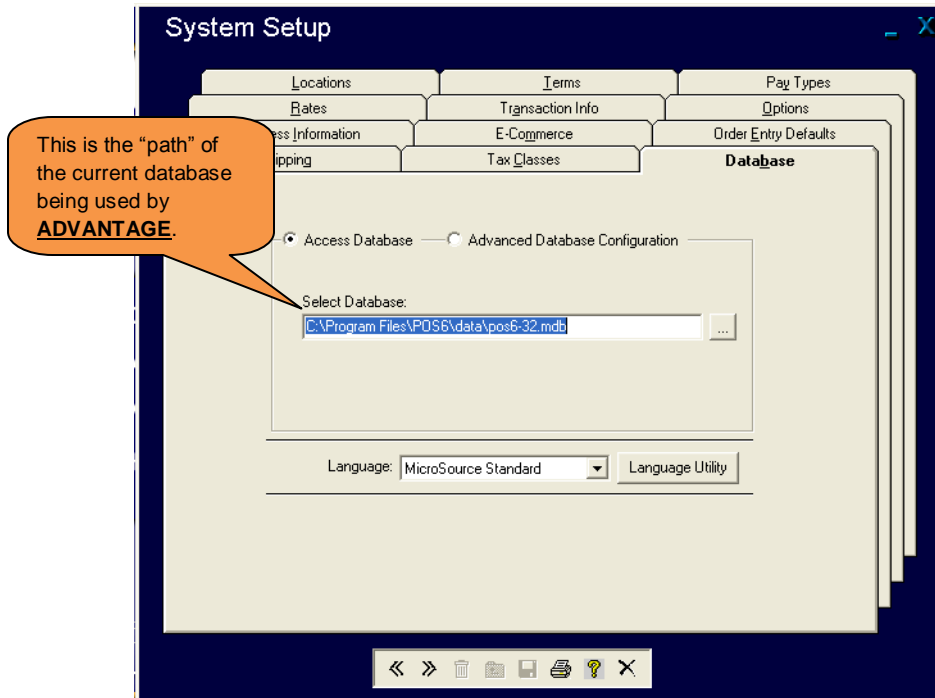 System Setup
Locations
Terms
Pay Types
Rates
Transaction Info
Options
Information
E-Commerce
Order Entry Defaults
Tax Classes
Database
This is the “path” of
the current database
being used by
ADVANTAGE.
Access Database
Advanced Database Configuration
Select Database:
C:\Program Files\POS6\data\pos6-32.mdb
...
Language:
MicroSource Standard
Language Utility